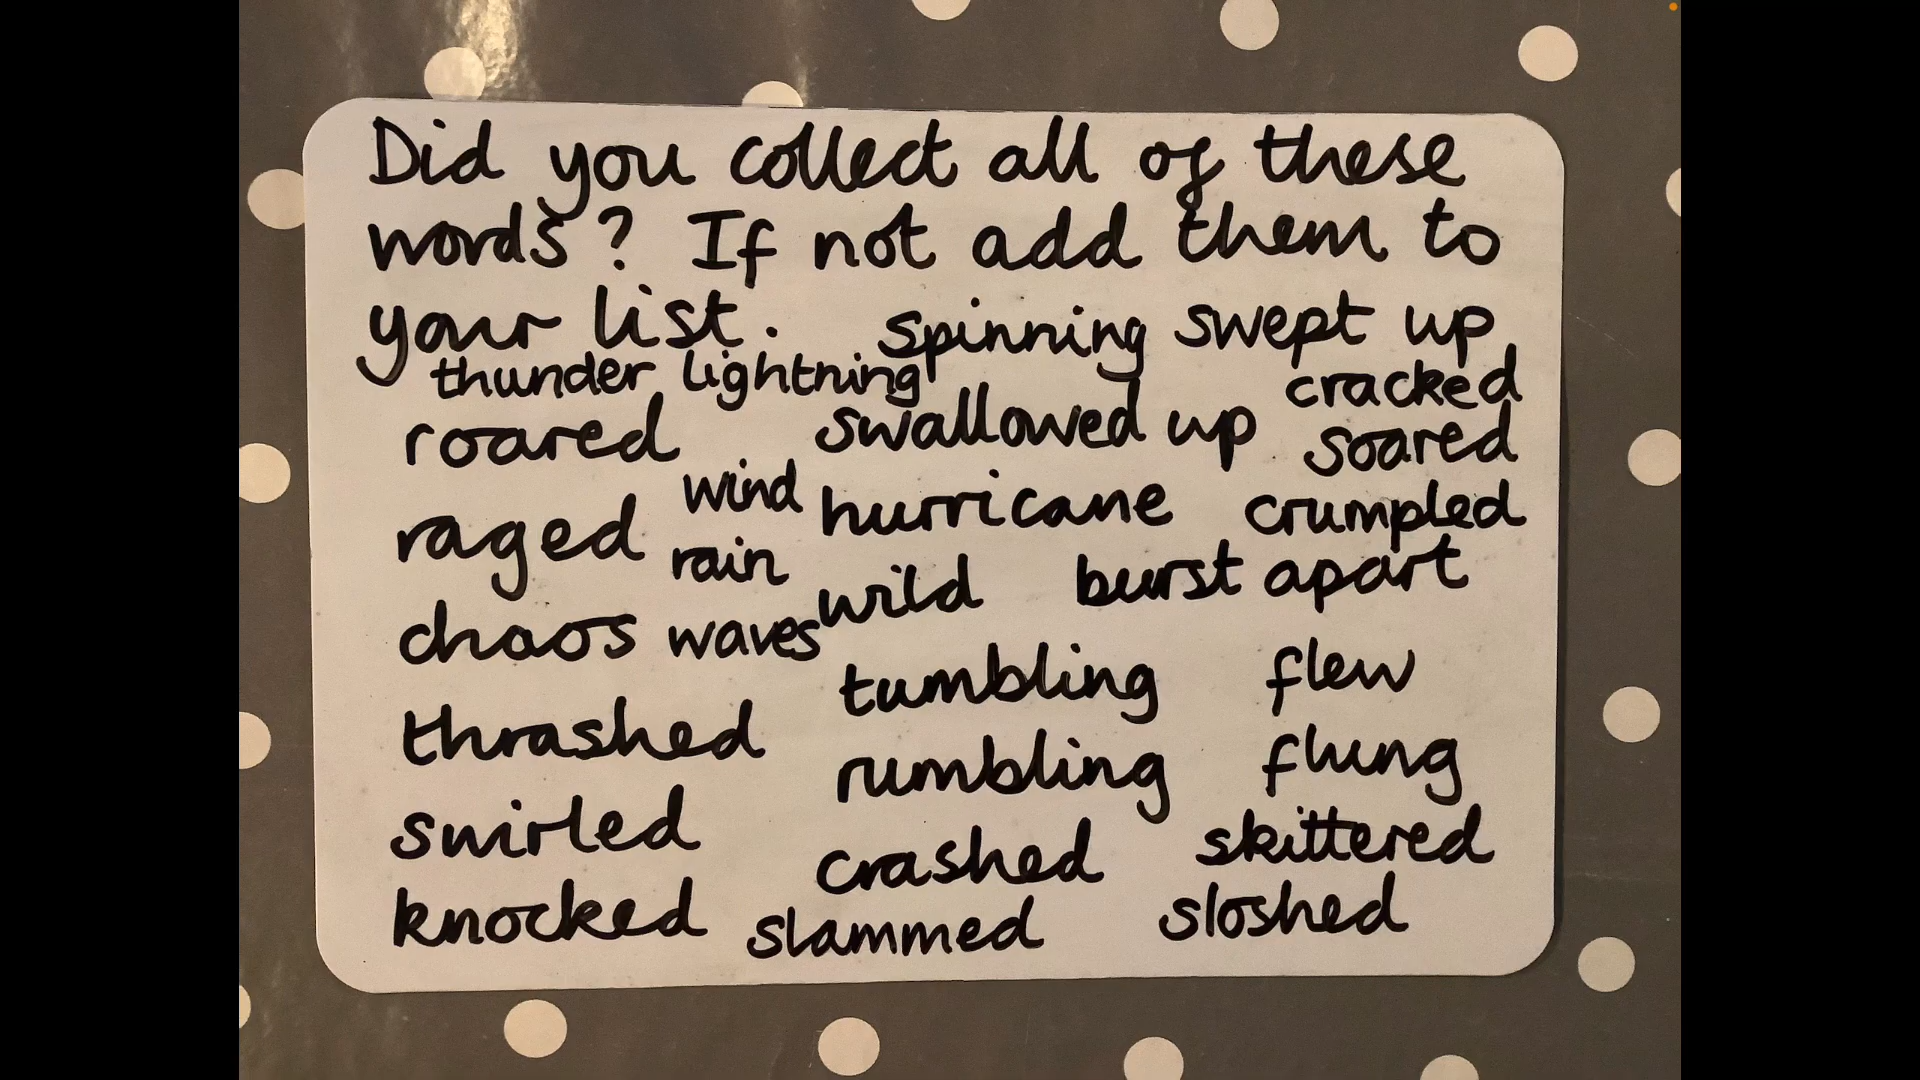 Did you collect all of these
words? If not add them to
your list. spinning swept up
thunder lightning cracked
roared swallowed up soared
wind hurricane crumpled
raged rain wild burst apart
chaos waves
tumbling flew
thrashed rumbling flung
swirled crashed skittered
knocked slammed sloshed